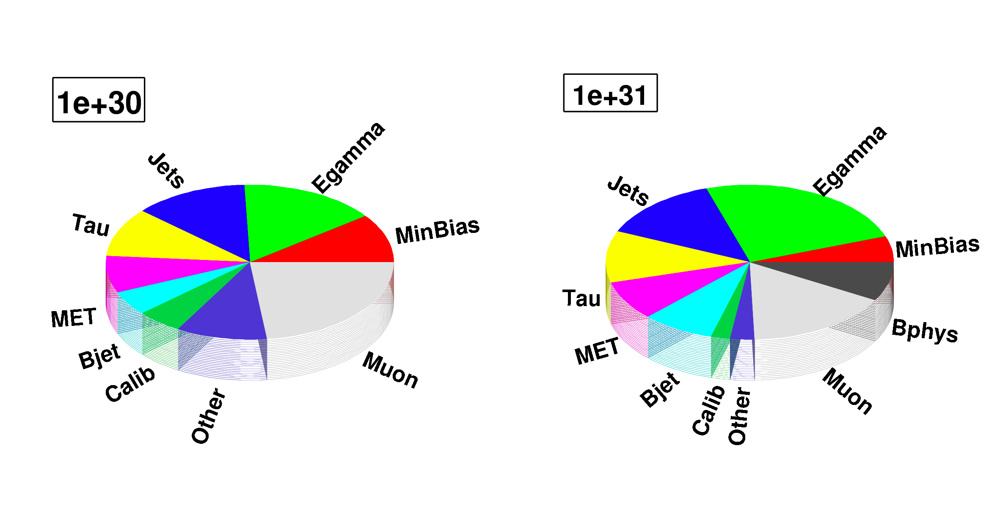 1e+30
Egamma
Jets
MinBias
Tau
MET
Bjet
Calib
Other
Muon
1e+31
Egamma
Jets
MinBias
Tau
MET
Bjet
Calib
Other
Muon
Bphys